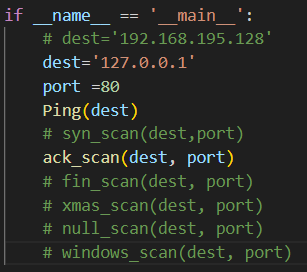 if __name__ == '__main__':
    # dest='192.168.195.128'
    dest='127.0.0.1'
    port =80
    Ping(dest)
    # syn_scan(dest,port)
    ack_scan(dest, port)
    # fin_scan(dest, port)
    # xmas_scan(dest, port)
    # null_scan(dest, port)
    # windows_scan(dest, port)